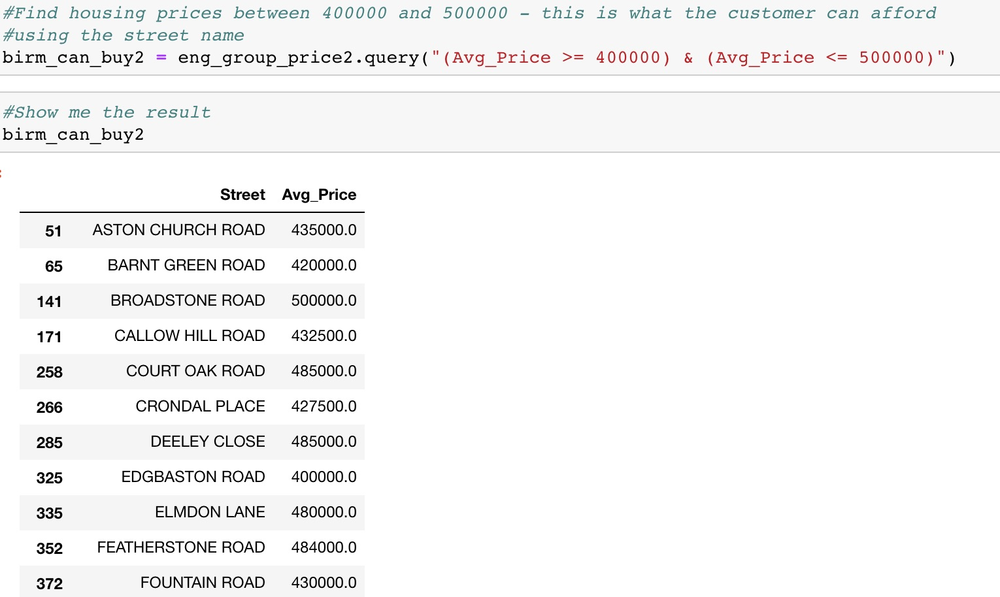 #Find housing prices between 400000 and 500000 - this is what the customer can afford
#using the street name
birm_can_buy2 = eng_group_price2.query("(Avg_Price >= 400000) & (Avg_Price <= 500000)")
#Show me the result
birm_can_buy2
Street Avg_Price
51 ASTON CHURCH ROAD 435000.0
65 BARNT GREEN ROAD 420000.0
141 BROADSTONE ROAD 500000.0
171 CALLOW HILL ROAD 432500.0
258 COURT OAK ROAD 485000.0
266 CRONDAL PLACE 427500.0
285 DEELEY CLOSE 485000.0
325 EDGBASTON ROAD 400000.0
335 ELMDON LANE 480000.0
352 FEATHERSTONE ROAD 484000.0
372 FOUNTAIN ROAD 430000.0